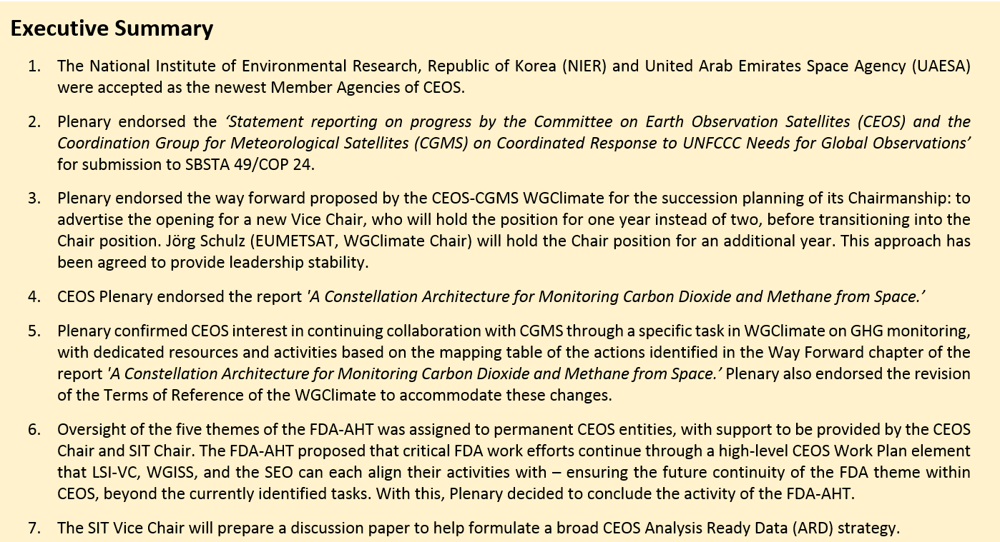 Executive Summary
1. The National Institute of Environmental Research, Republic of Korea (NIER) and United Arab Emirates Space Agency (UAESA)
were accepted as the newest Member Agencies of CEOS.
2. Plenary endorsed the ‘Statement reporting on progress by the Committee on Earth Observation Satellites (CEOS) and the
Coordination Group for Meteorological Satellites (CGMS) on Coordinated Response to UNFCCC Needs for Global Observations’
for submission to SBSTA 49/COP 24.
3. Plenary endorsed the way forward proposed by the CEOS-CGMS WGClimate for the succession planning of its Chairmanship: to
advertise the opening for a new Vice Chair, who will hold the position for one year instead of two, before transitioning into the
Chair position. Jörg Schulz (EUMETSAT, WGClimate Chair) will hold the Chair position for an additional year. This approach has
been agreed to provide leadership stability.
4. CEOS Plenary endorsed the report 'A Constellation Architecture for Monitoring Carbon Dioxide and Methane from Space.’
5. Plenary confirmed CEOS interest in continuing collaboration with CGMS through a specific task in WGClimate on GHG monitoring,
with dedicated resources and activities based on the mapping table of the actions identified in the Way Forward chapter of the
report 'A Constellation Architecture for Monitoring Carbon Dioxide and Methane from Space.’ Plenary also endorsed the revision
of the Terms of Reference of the WGClimate to accommodate these changes.
6. Oversight of the five themes of the FDA-AHT was assigned to permanent CEOS entities, with support to be provided by the CEOS
Chair and SIT Chair. The FDA-AHT proposed that critical FDA work efforts continue through a high-level CEOS Work Plan element
that LSI-VC, WGISS, and the SEO can each align their activities with – ensuring the future continuity of the FDA theme within
CEOS, beyond the currently identified tasks. With this, Plenary decided to conclude the activity of the FDA-AHT.
7. The SIT Vice Chair will prepare a discussion paper to help formulate a broad CEOS Analysis Ready Data (ARD) strategy.